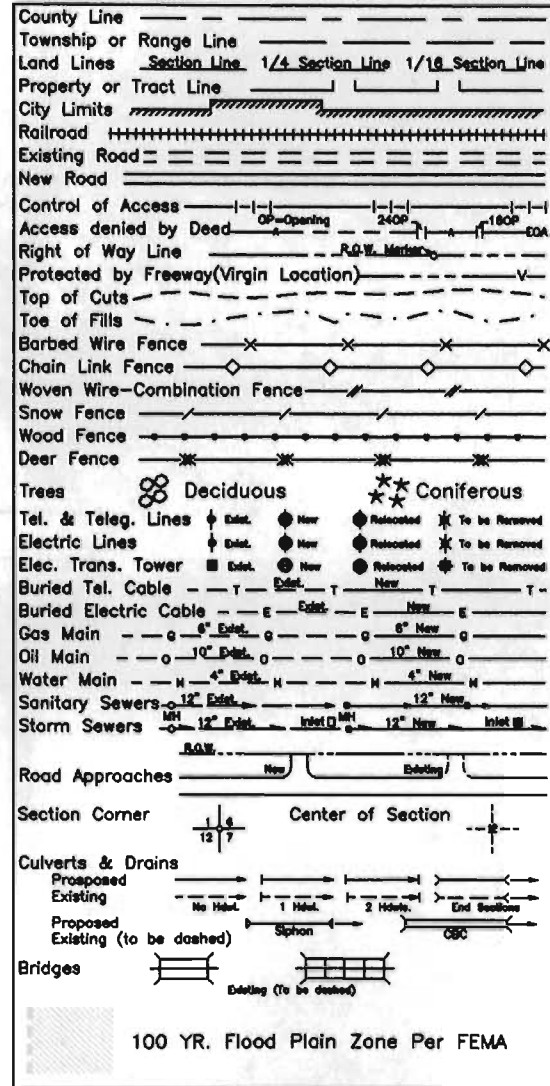 County Line
Township or Range Line
Land Lines Section Line 1/4 Section Line 1/16 Section Line
Property or Tract Line
City Limits
Railroad
Existing Road
New Road
Control of Access
OP=Opening 24OP 16OP
Access denied by Deed A A EOA
Right of Way Line R.O.W. Marker
Protected by Freeway(Virgin Location) V
Top of Cuts
Toe of Fills
Barbed Wire Fence
Chain Link Fence
Woven Wire-Combination Fence
Snow Fence
Wood Fence
Deer Fence
Trees Deciduous Coniferous
Tel. & Teleg. Lines Exist. New Relocated To be Removed
Electric Lines Exist. New Relocated To be Removed
Elec. Trans. Tower Exist. New Relocated To be Removed
Buried Tel. Cable T Exist. T New T T
Buried Electric Cable E Exist. E New E
Gas Main G 6" Exist. G G 6" New G
Oil Main O 10" Exist. O O 10" New O
Water Main H 4" Exist. H H 4" New H
Sanitary Sewers 12" Exist. 12" New
MH MH
Storm Sewers 12" Exist. Inlet 12" New Inlet
R.O.W.
Road Approaches New Existing
Section Corner 1 6 Center of Section
12 7
Culverts & Drains
Prosposed
Existing
No Hdwl. 1 Hdwl. 2 Hdwls. End Sections
Proposed
Existing (to be dashed) Siphon CBC
Bridges
Existing (To be dashed)
100 YR. Flood Plain Zone Per FEMA